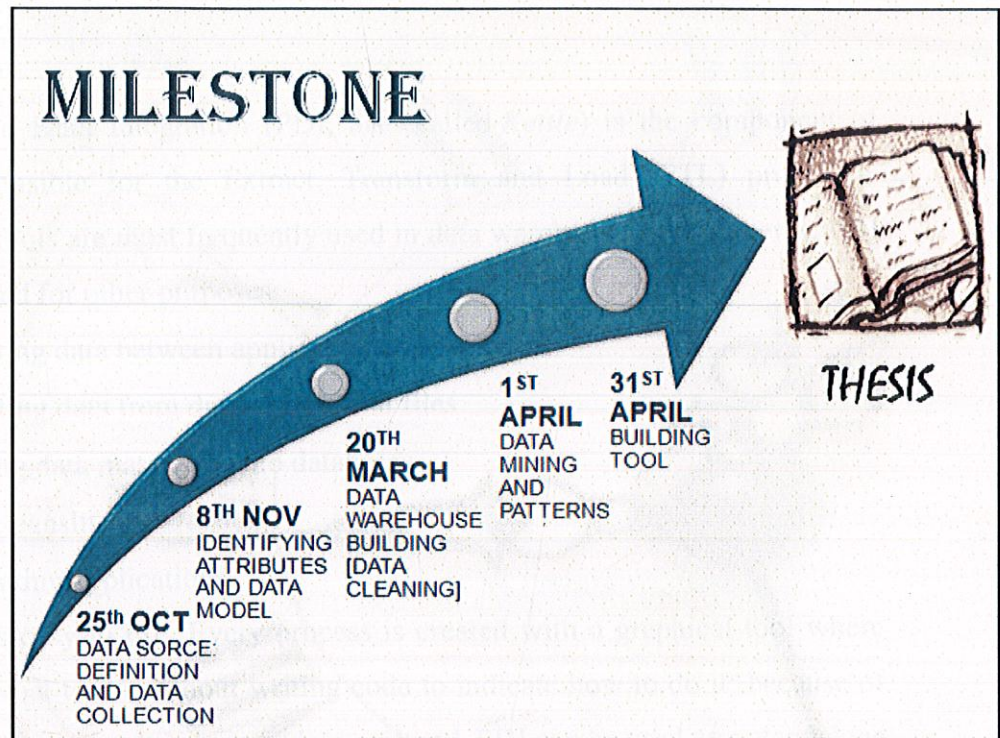 MILESTONE
THESIS
25th OCT
DATA SORCE:
DEFINITION
AND DATA
COLLECTION
8TH NOV
IDENTIFYING
ATTRIBUTES
AND DATA
MODEL
20TH
MARCH
DATA
WAREHOUSE
BUILDING
[DATA
CLEANING]
1ST
APRIL
DATA
MINING
AND
PATTERNS
31ST
APRIL
BUILDING
TOOL